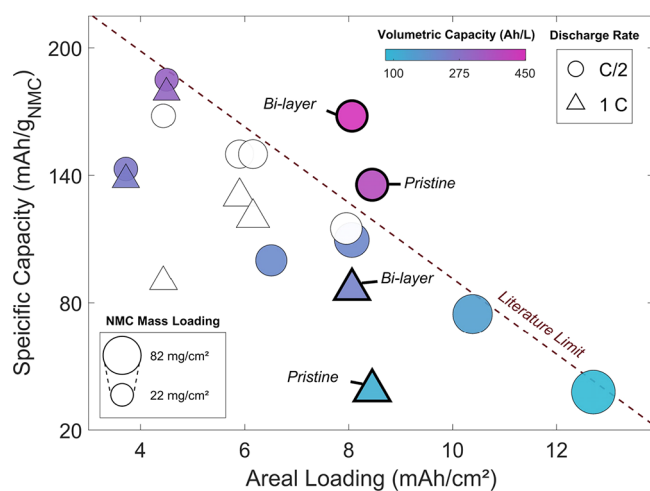 Volumetric Capacity (Ah/L)
100 275 450
Discharge Rate
C/2
1 C
Speicific Capacity (mAh/gNMC)
200
140
80
20
Bi-layer
Pristine
Bi-layer
Pristine
Literature Limit
NMC Mass Loading
82 mg/cm²
22 mg/cm²
4 6 8 10 12
Areal Loading (mAh/cm²)